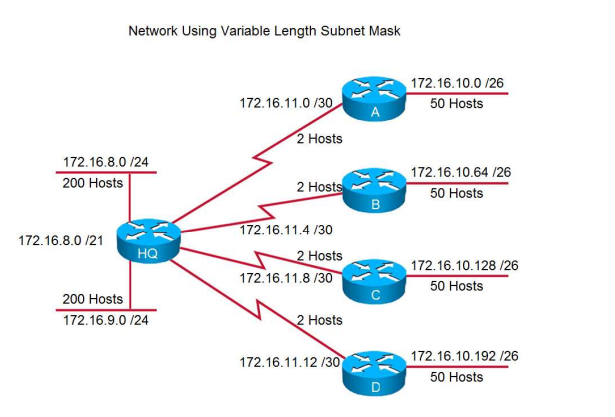 Network Using Variable Length Subnet Mask
172.16.10.0 /26
172.16.11.0 /30
50 Hosts
A
2 Hosts
172.16.8.0 /24
200 Hosts
172.16.10.64 /26
2 Hosts
50 Hosts
B
172.16.11.4 /30
172.16.8.0 /21
HQ
2 Hosts
172.16.10.128 /26
172.16.11.8 /30
50 Hosts
C
200 Hosts
172.16.9.0 /24
2 Hosts
172.16.10.192 /26
172.16.11.12 /30
50 Hosts
D